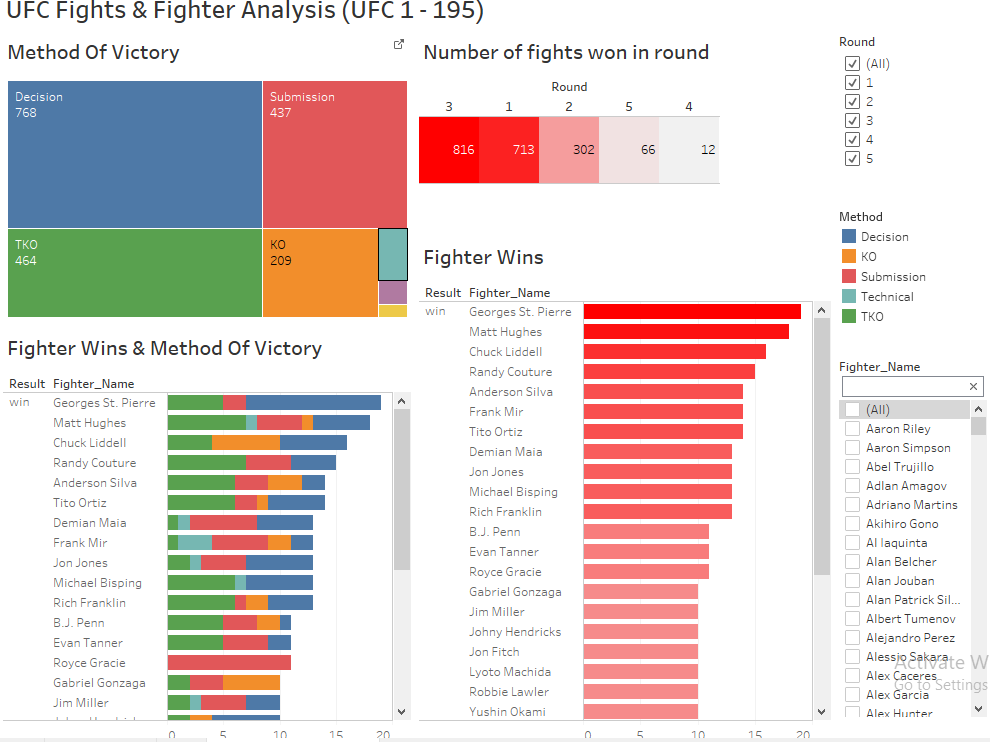 UFC Fights & Fighter Analysis (UFC 1 - 195)
Method Of Victory
Decision
768
Submission
437
TKO
464
KO
209
Number of fights won in round
Round
3 1 2 5 4
816 713 302 66 12
Fighter Wins
Result Fighter_Name
win Georges St. Pierre
Matt Hughes
Chuck Liddell
Randy Couture
Anderson Silva
Frank Mir
Tito Ortiz
Demian Maia
Jon Jones
Michael Bisping
Rich Franklin
B.J. Penn
Evan Tanner
Royce Gracie
Gabriel Gonzaga
Jim Miller
Johny Hendricks
Jon Fitch
Lyoto Machida
Robbie Lawler
Yushin Okami
0 5 10 15 20
Fighter Wins & Method Of Victory
Result Fighter_Name
win Georges St. Pierre
Matt Hughes
Chuck Liddell
Randy Couture
Anderson Silva
Tito Ortiz
Demian Maia
Frank Mir
Jon Jones
Michael Bisping
Rich Franklin
B.J. Penn
Evan Tanner
Royce Gracie
Gabriel Gonzaga
Jim Miller
0 5 10 15 20
Round
(All)
1
2
3
4
5
Method
Decision
KO
Submission
Technical
TKO
Fighter_Name
(All)
Aaron Riley
Aaron Simpson
Abel Trujillo
Adlan Amagov
Adriano Martins
Akihiro Gono
Al Iaquinta
Alan Belcher
Alan Jouban
Alan Patrick Sil...
Albert Tumenov
Alejandro Perez
Alessio Sakara
Alex Caceres
Alex Garcia
Alex Hunter
Activate W
Go to Settings